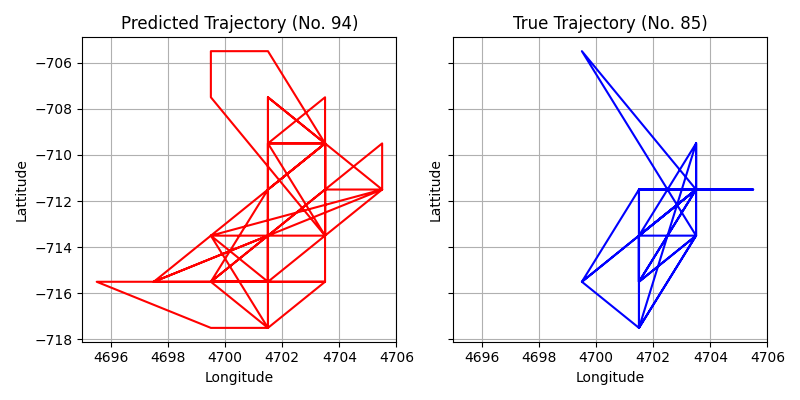 Predicted Trajectory (No. 94)
True Trajectory (No. 85)
Lattitude
−706
−708
−710
−712
−714
−716
−718
4696 4698 4700 4702 4704 4706
Longitude
Lattitude
4696 4698 4700 4702 4704 4706
Longitude